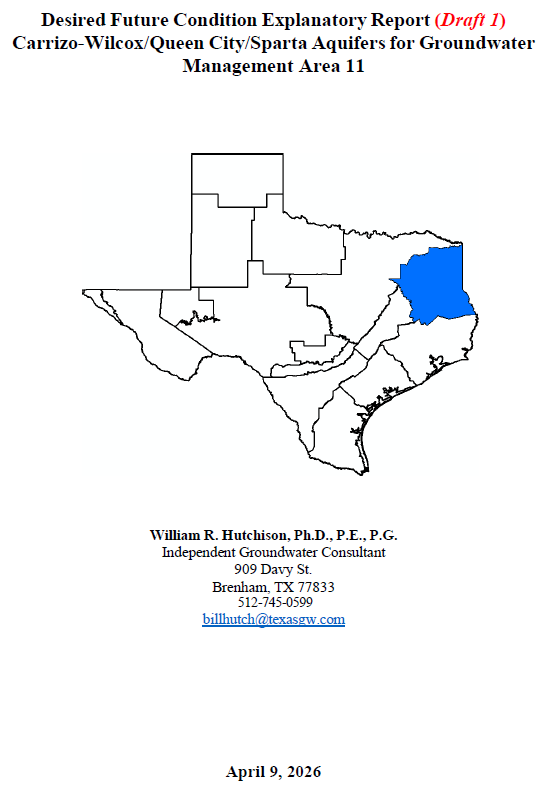 Desired Future Condition Explanatory Report (Draft 1)
Carrizo-Wilcox/Queen City/Sparta Aquifers for Groundwater
Management Area 11
William R. Hutchison, Ph.D., P.E., P.G.
Independent Groundwater Consultant
909 Davy St.
Brenham, TX 77833
512-745-0599
billhutch@texasgw.com
April 9, 2026